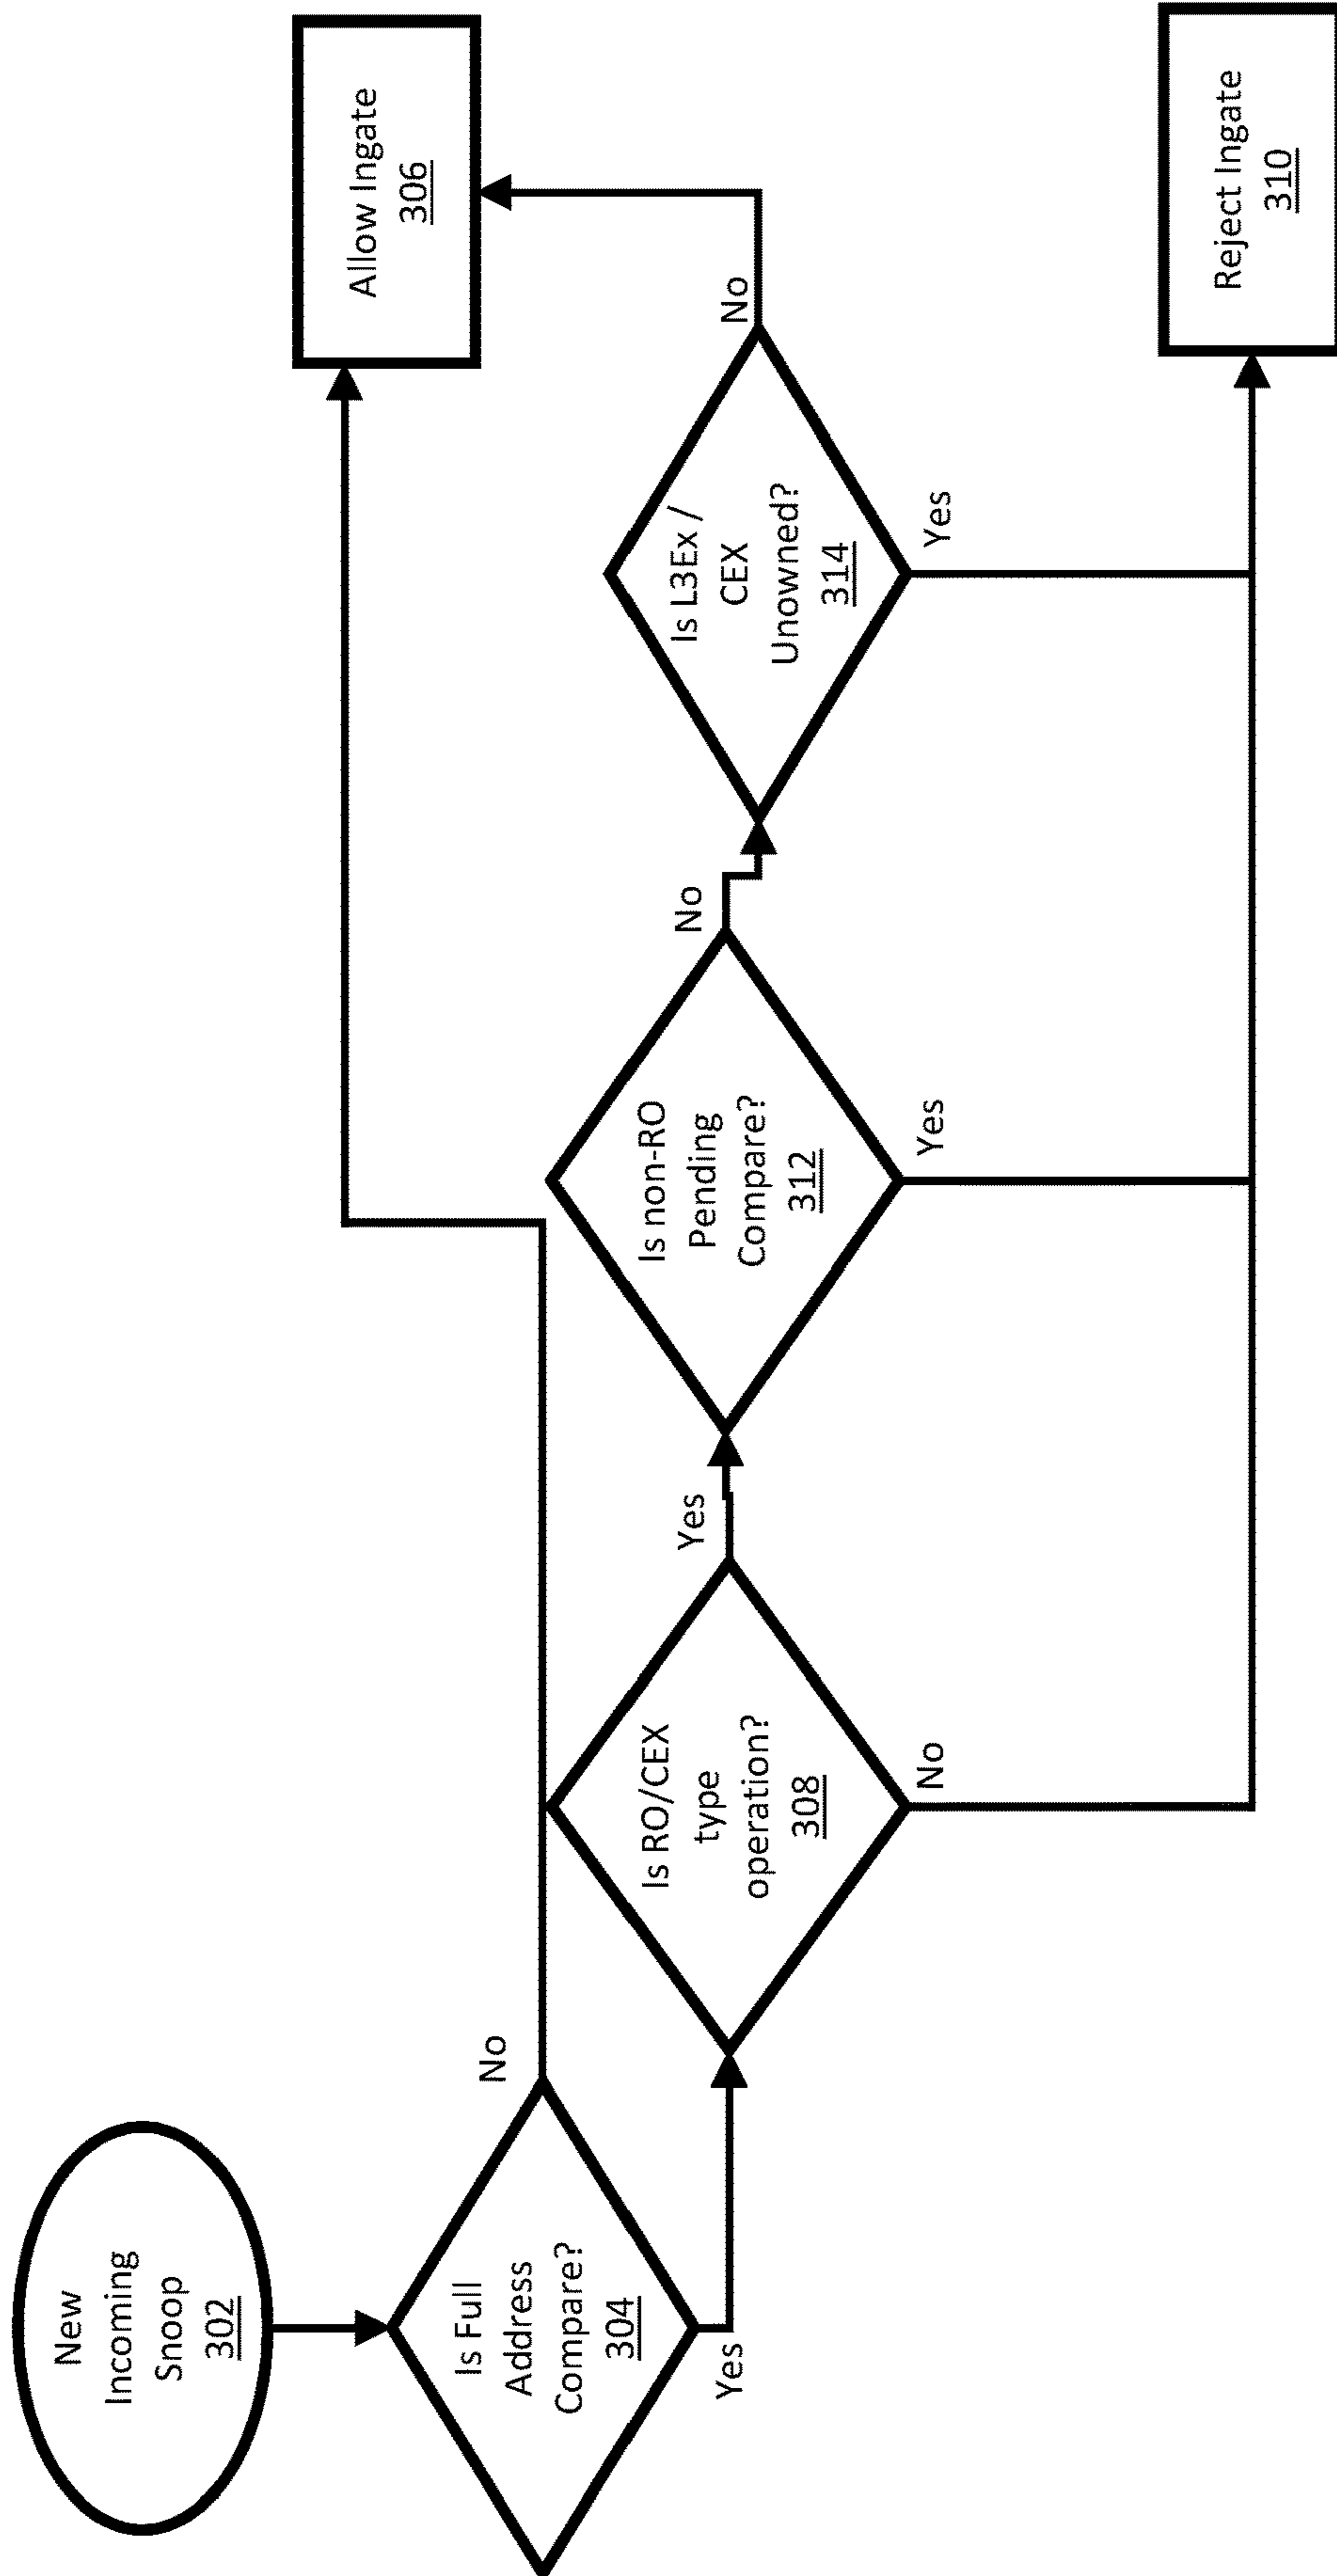 New
Incoming
Snoop
302
Is Full
Address
Compare?
304
No
Yes
Is RO/CEX
type
operation?
308
Yes
No
Is non-RO
Pending
Compare?
312
No
Yes
Is L3Ex /
CEX
Unowned?
314
No
Yes
Allow Ingate
306
Reject Ingate
310